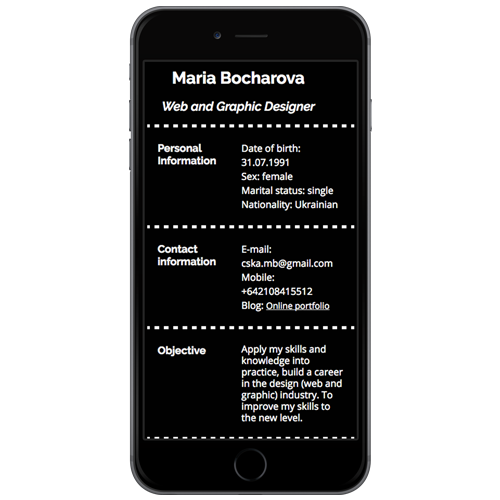 Maria Bocharova
Web and Graphic Designer
Personal
Information
Date of birth:
31.07.1991
Sex: female
Marital status: single
Nationality: Ukrainian
Contact
information
E-mail:
cska.mb@gmail.com
Mobile:
+642108415512
Blog: Online portfolio
Objective
Apply my skills and
knowledge into
practice, build a career
in the design (web and
graphic) industry. To
improve my skills to
the new level.